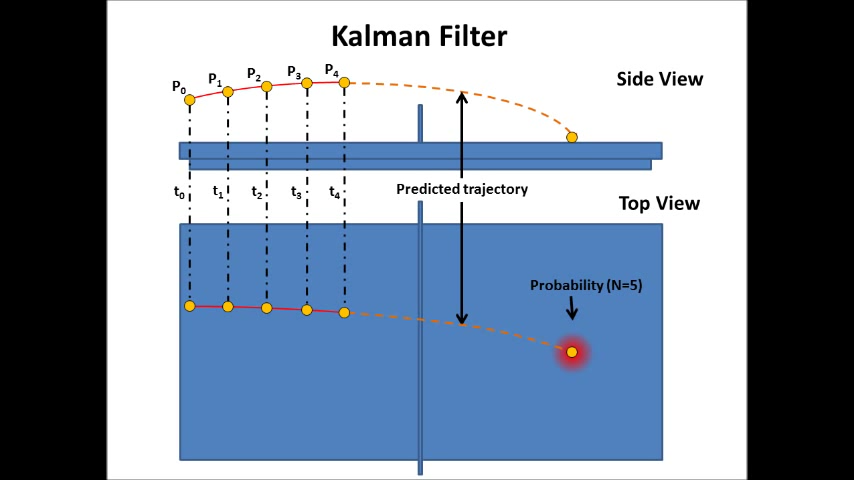 Kalman Filter
Side View
P0 P1 P2 P3 P4
t0 t1 t2 t3 t4
Predicted trajectory
Top View
Probability (N=5)